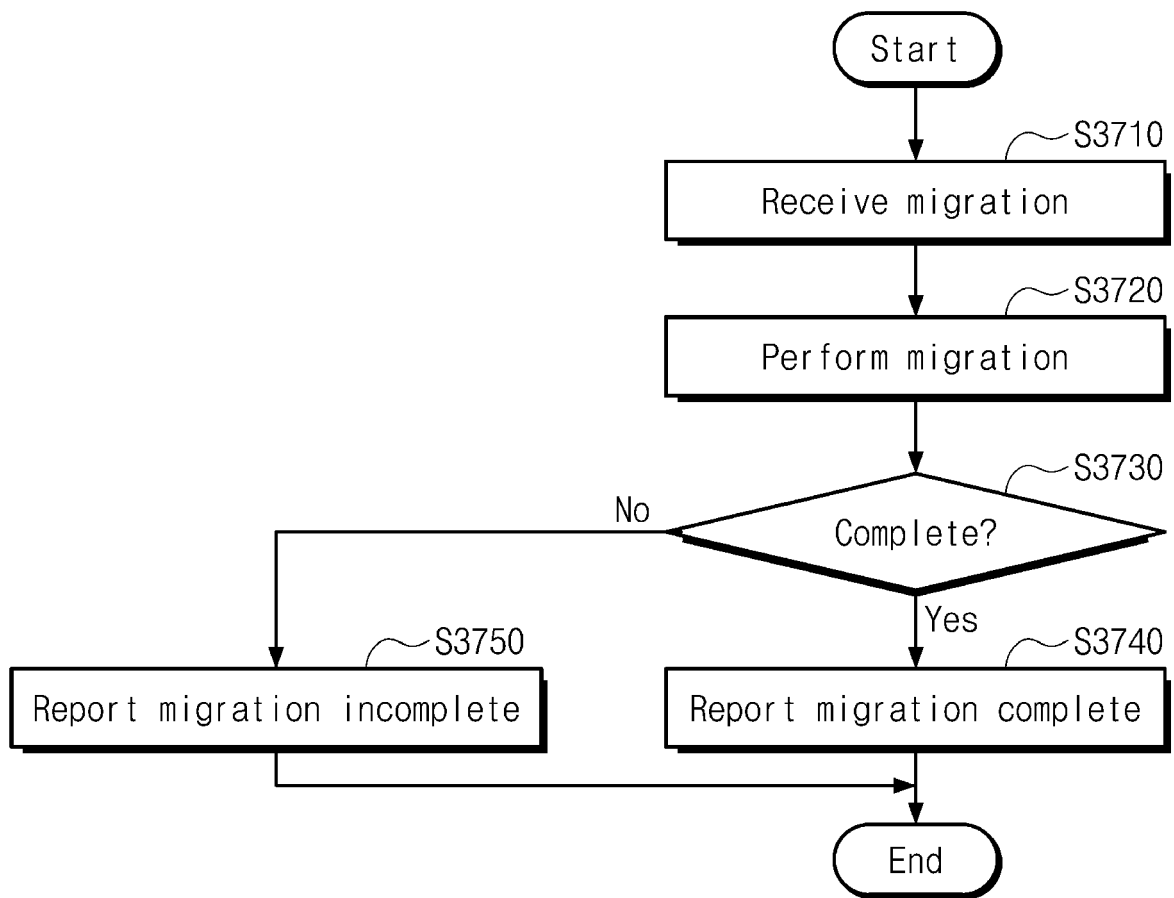 Start
S3710
Receive migration
S3720
Perform migration
S3730
Complete?
No
Yes
S3750
Report migration incomplete
S3740
Report migration complete
End